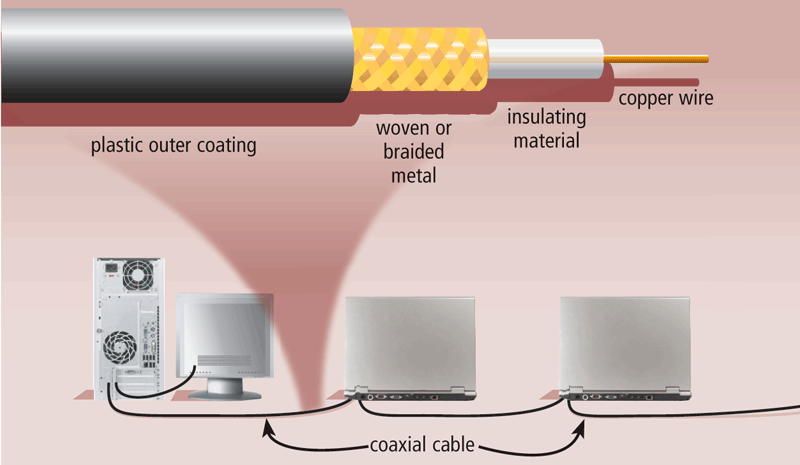 copper wire
insulating
material
woven or
braided
metal
plastic outer coating
coaxial cable